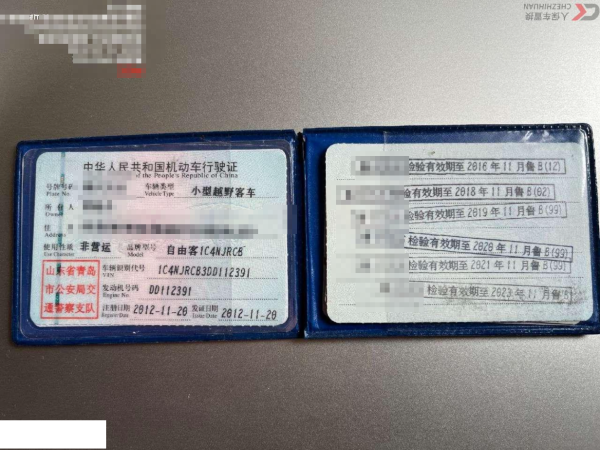 人保车置换
CHEZHIHUAN
中华人民共和国机动车行驶证
of the People's Republic of China
号牌号码 车辆类型 小型越野客车
Plate No. Vehicle Type
所有人
Owner
住
Address
使用性质 非营运 品牌型号 自由客1C4NJRCB
Use Character Model
山东省青岛
市公安局交
通警察支队
车辆识别代号 1C4NJRCB3DD112391
VIN
发动机号码 DD112391
Engine No.
注册日期 2012-11-20 发证日期 2012-11-20
Register Date Issue Date
检验有效期至2016年11月鲁B(12)
检验有效期至2018年11月鲁B(02)
检验有效期至2019年11月鲁B(99)
检验有效期至2020年11月鲁B(99)
检验有效期至2021年11月鲁B(99)
检验有效期至2023年11月鲁